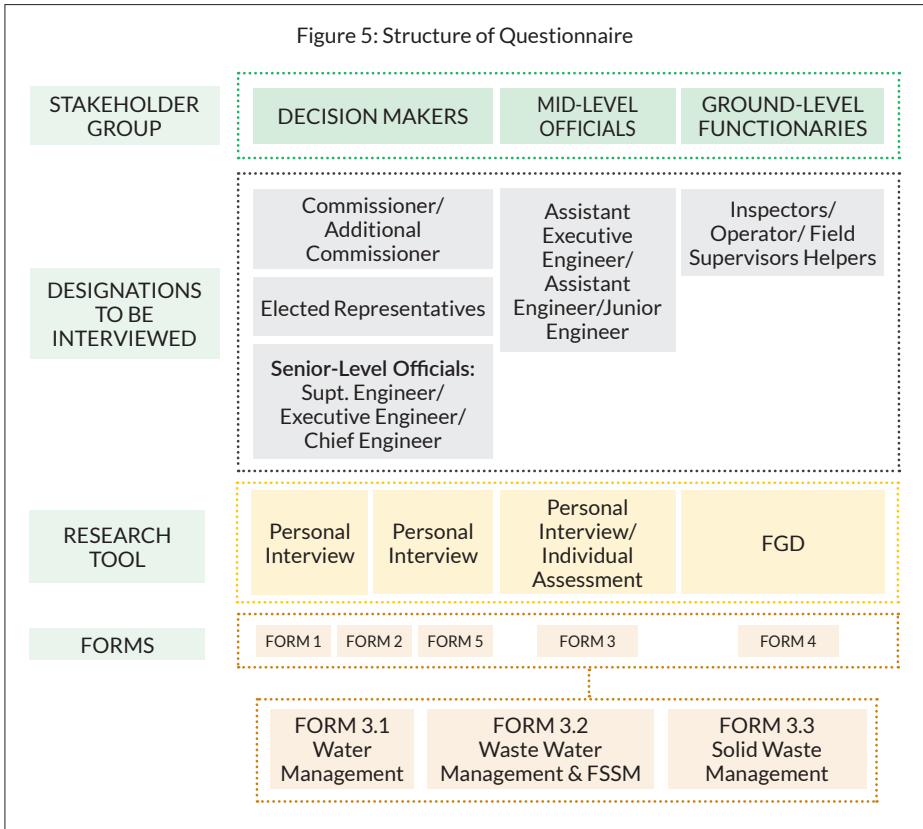 Figure 5: Structure of Questionnaire
STAKEHOLDER
GROUP
DECISION MAKERS
MID-LEVEL
OFFICIALS
GROUND-LEVEL
FUNCTIONARIES
DESIGNATIONS
TO BE
INTERVIEWED
Commissioner/
Additional
Commissioner
Elected Representatives
Senior-Level Officials:
Supt. Engineer/
Executive Engineer/
Chief Engineer
Assistant
Executive
Engineer/
Assistant
Engineer/Junior
Engineer
Inspectors/
Operator/ Field
Supervisors Helpers
RESEARCH
TOOL
Personal
Interview
Personal
Interview
Personal
Interview/
Individual
Assessment
FGD
FORMS
FORM 1
FORM 2
FORM 5
FORM 3
FORM 4
FORM 3.1
Water
Management
FORM 3.2
Waste Water
Management & FSSM
FORM 3.3
Solid Waste
Management